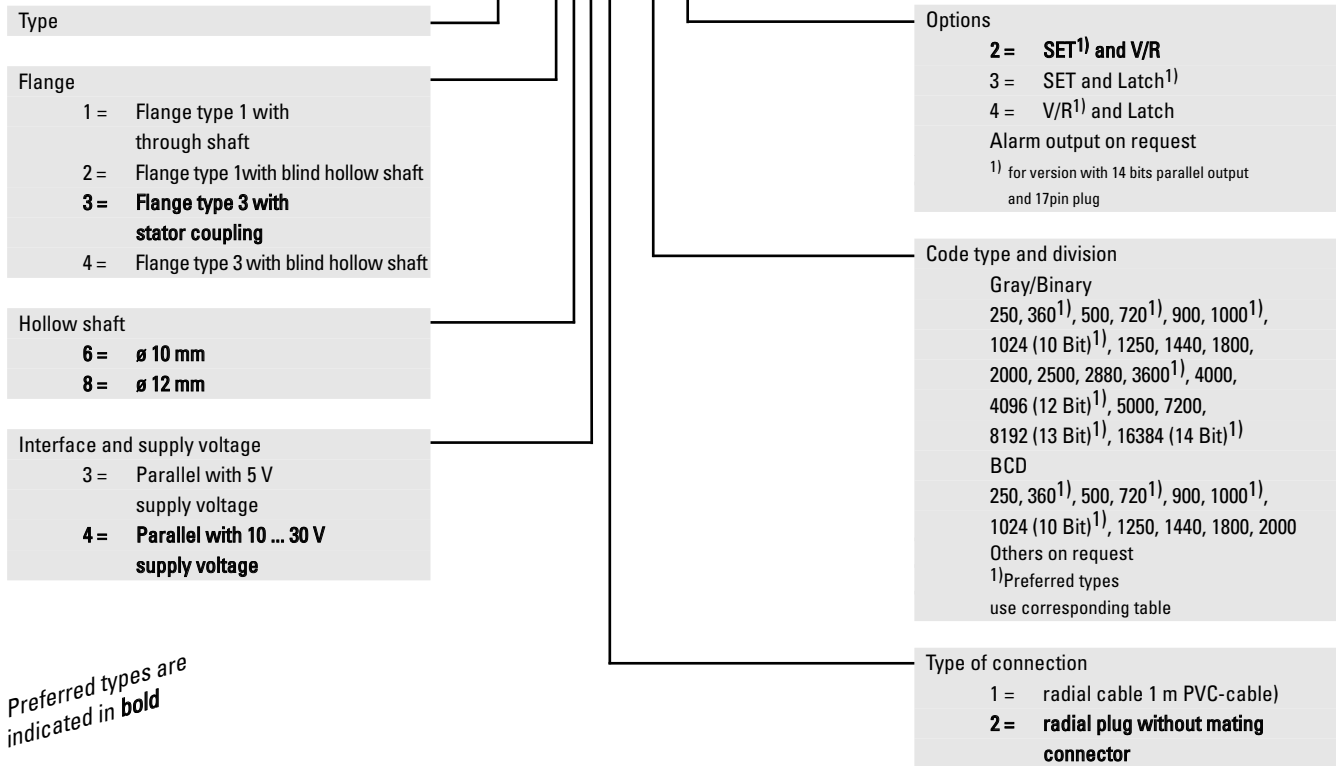 Type
Flange
1 = Flange type 1 with
through shaft
2 = Flange type 1with blind hollow shaft
3 = Flange type 3 with
stator coupling
4 = Flange type 3 with blind hollow shaft
Hollow shaft
6 = ø 10 mm
8 = ø 12 mm
Interface and supply voltage
3 = Parallel with 5 V
supply voltage
4 = Parallel with 10 ... 30 V
supply voltage
Preferred types are
indicated in bold
Options
2 = SET1) and V/R
3 = SET and Latch1)
4 = V/R1) and Latch
Alarm output on request
1) for version with 14 bits parallel output
and 17pin plug
Code type and division
Gray/Binary
250, 3601), 500, 7201), 900, 10001),
1024 (10 Bit)1), 1250, 1440, 1800,
2000, 2500, 2880, 36001), 4000,
4096 (12 Bit)1), 5000, 7200,
8192 (13 Bit)1), 16384 (14 Bit)1)
BCD
250, 3601), 500, 7201), 900, 10001),
1024 (10 Bit)1), 1250, 1440, 1800, 2000
Others on request
1)Preferred types
use corresponding table
Type of connection
1 = radial cable 1 m PVC-cable)
2 = radial plug without mating
connector